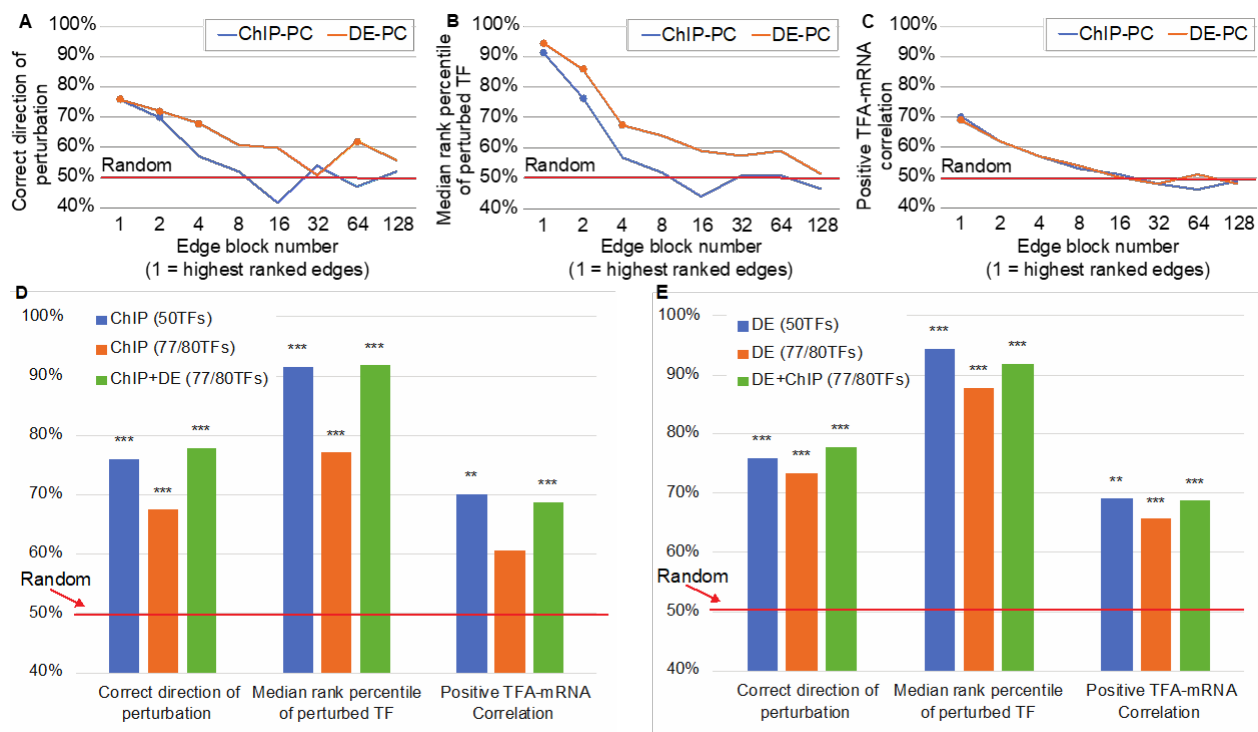 A
ChIP-PC
DE-PC
100%
90%
80%
70%
60%
50%
40%
Correct direction of
perturbation
Random
1 2 4 8 16 32 64 128
Edge block number
(1 = highest ranked edges)
B
ChIP-PC
DE-PC
100%
90%
80%
70%
60%
50%
40%
Median rank percentile
of perturbed TF
Random
1 2 4 8 16 32 64 128
Edge block number
(1 = highest ranked edges)
C
ChIP-PC
DE-PC
100%
90%
80%
70%
60%
50%
40%
Positive TFA-mRNA
correlation
Random
1 2 4 8 16 32 64 128
Edge block number
(1 = highest ranked edges)
D
100%
90%
80%
70%
60%
50%
40%
ChIP (50TFs)
ChIP (77/80TFs)
ChIP+DE (77/80TFs)
*** *** ***
*** *** ***
** ***
Random
Correct direction of
perturbation
Median rank percentile
of perturbed TF
Positive TFA-mRNA
Correlation
E
100%
90%
80%
70%
60%
50%
40%
DE (50TFs)
DE (77/80TFs)
DE+ChIP (77/80TFs)
*** *** ***
*** *** ***
** *** ***
Random
Correct direction of
perturbation
Median rank percentile
of perturbed TF
Positive TFA-mRNA
Correlation